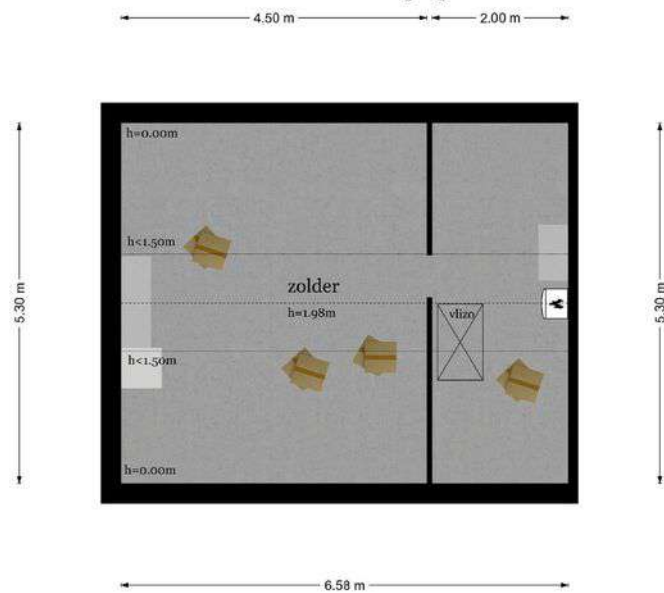 4.50 m
2.00 m
h=0.00m
h<1.50m
5.30 m
zolder
h=1.98m
vlizo
5.30 m
h<1.50m
h=0.00m
6.58 m